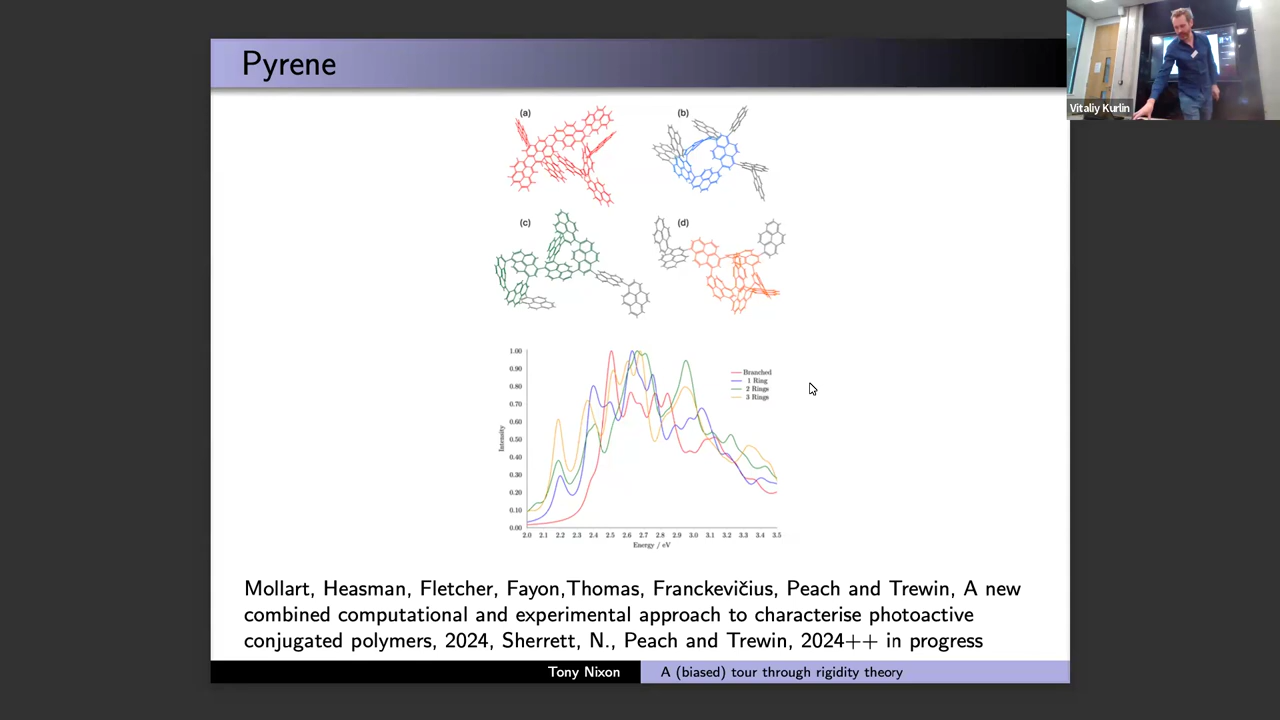 Pyrene
Vitaliy Kurlin
(a)
(b)
(c)
(d)
1.00
0.90
0.80
0.70
0.60
0.50
0.40
0.30
0.20
0.10
0.00
Intensity
Branched
1 Ring
2 Rings
3 Rings
2.0 2.1 2.2 2.3 2.4 2.5 2.6 2.7 2.8 2.9 3.0 3.1 3.2 3.3 3.4 3.5
Energy / eV
Mollart, Heasman, Fletcher, Fayon,Thomas, Franckevičius, Peach and Trewin, A new
combined computational and experimental approach to characterise photoactive
conjugated polymers, 2024, Sherrett, N., Peach and Trewin, 2024++ in progress
Tony Nixon
A (biased) tour through rigidity theory